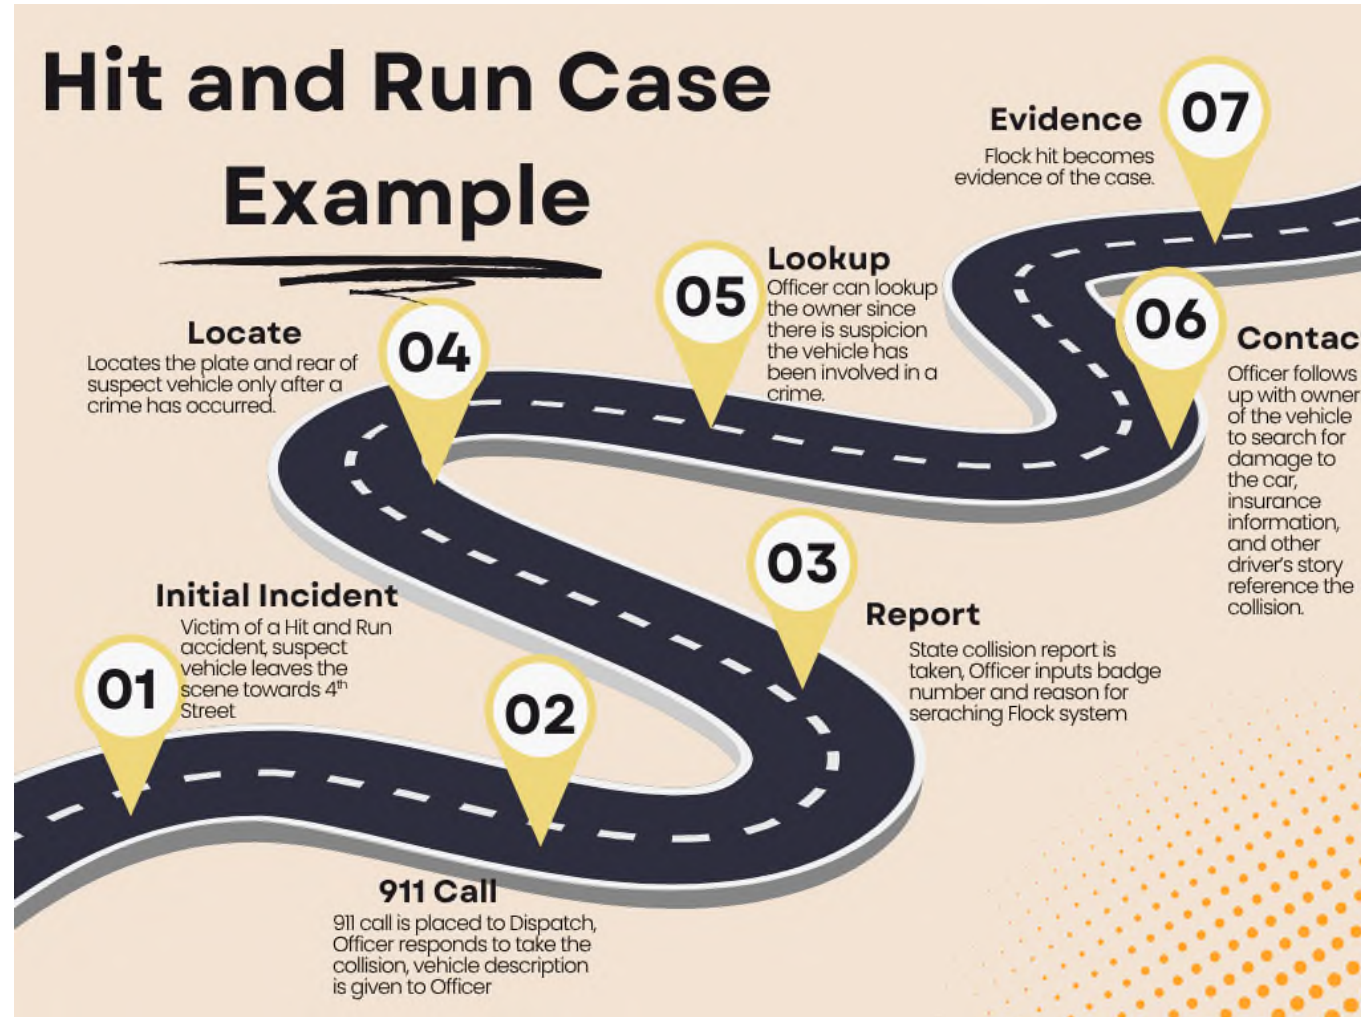 Hit and Run Case
Example
01
Initial Incident
Victim of a Hit and Run
accident, suspect
vehicle leaves the
scene towards 4th
Street
02
911 Call
911 call is placed to Dispatch,
Officer responds to take the
collision, vehicle description
is given to Officer
03
Report
State collision report is
taken, Officer inputs badge
number and reason for
seraching Flock system
04
Locate
Locates the plate and rear of
suspect vehicle only after a
crime has occurred.
05
Lookup
Officer can lookup
the owner since
there is suspicion
the vehicle has
been involved in a
crime.
06
Contac
Officer follows
up with owner
of the vehicle
to search for
damage to
the car,
insurance
information,
and other
driver's story
reference the
collision.
07
Evidence
Flock hit becomes
evidence of the case.